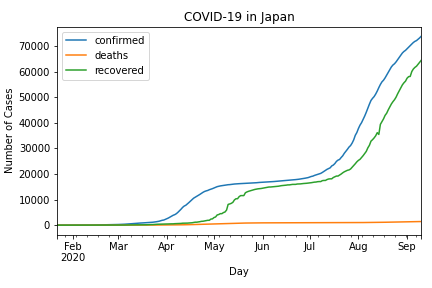 COVID-19 in Japan
confirmed
deaths
recovered
Number of Cases
70000
60000
50000
40000
30000
20000
10000
0
Feb Mar Apr May Jun Jul Aug Sep
2020
Day